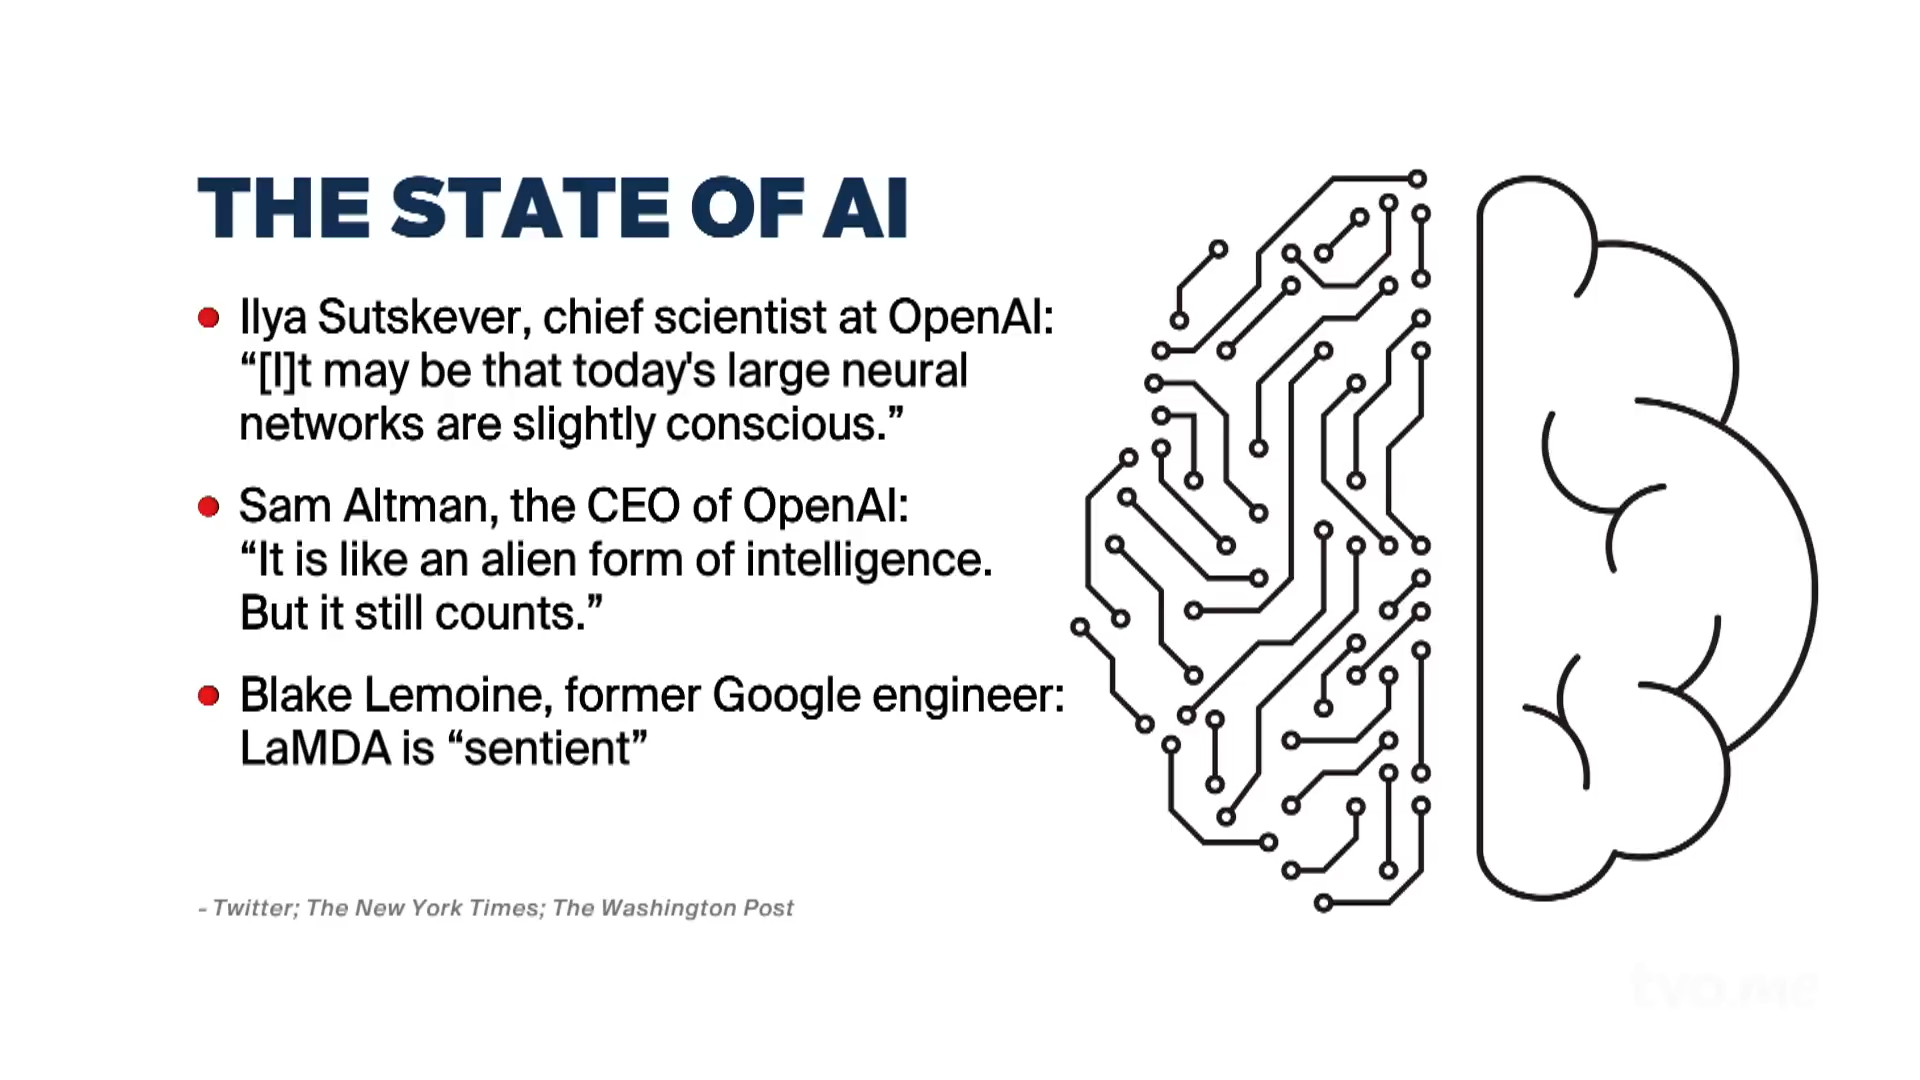 THE STATE OF AI
Ilya Sutskever, chief scientist at OpenAI:
“[I]t may be that today's large neural
networks are slightly conscious.”
Sam Altman, the CEO of OpenAI:
“It is like an alien form of intelligence.
But it still counts.”
Blake Lemoine, former Google engineer:
LaMDA is “sentient”
- Twitter; The New York Times; The Washington Post
tvo.me